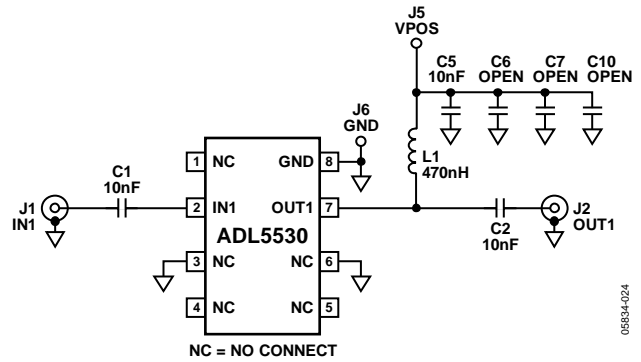 J5
VPOS
C5
10nF
C6
OPEN
C7
OPEN
C10
OPEN
J6
GND
L1
470nH
C1
10nF
J1
IN1
1 NC
GND 8
2 IN1
OUT1 7
ADL5530
3 NC
NC 6
4 NC
NC 5
C2
10nF
J2
OUT1
NC = NO CONNECT
05834-024